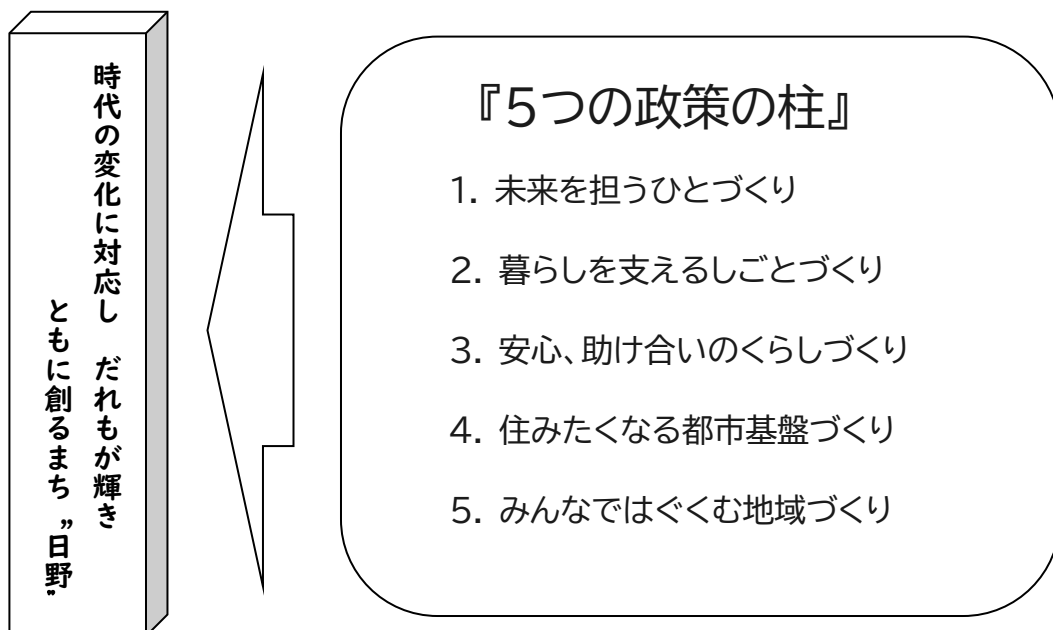 時代の変化に対応し　だれもが輝き
ともに創るまち〝日野〟
『5つの政策の柱』
1. 未来を担うひとづくり
2. 暮らしを支えるしごとづくり
3. 安心、助け合いのくらしづくり
4. 住みたくなる都市基盤づくり
5. みんなではぐくむ地域づくり